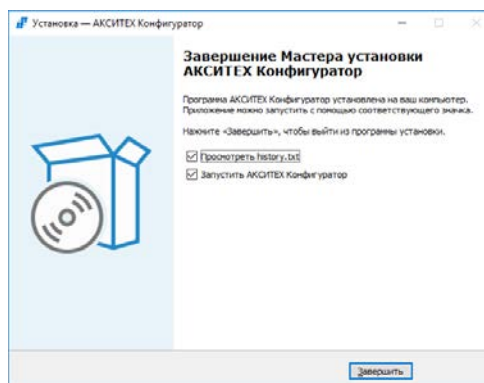 Установка — АКСИТЕХ Конфигуратор
Завершение Мастера установки
АКСИТЕХ Конфигуратор
Программа АКСИТЕХ Конфигуратор установлена на ваш компьютер.
Приложение можно запустить с помощью соответствующего значка.
Нажмите «Завершить», чтобы выйти из программы установки.
Просмотреть history.txt
Запустить АКСИТЕХ Конфигуратор
Завершить